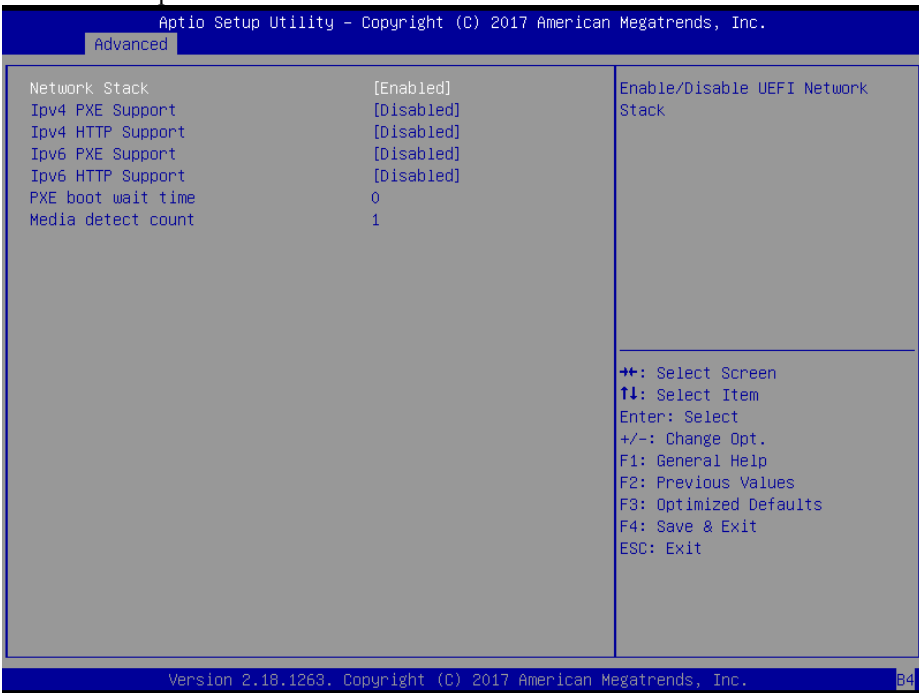 Aptio Setup Utility – Copyright (C) 2017 American Megatrends, Inc.
Advanced
Network Stack [Enabled]
Ipv4 PXE Support [Disabled]
Ipv4 HTTP Support [Disabled]
Ipv6 PXE Support [Disabled]
Ipv6 HTTP Support [Disabled]
PXE boot wait time 0
Media detect count 1
Enable/Disable UEFI Network
Stack
→←: Select Screen
↑↓: Select Item
Enter: Select
+/-: Change Opt.
F1: General Help
F2: Previous Values
F3: Optimized Defaults
F4: Save & Exit
ESC: Exit
Version 2.18.1263. Copyright (C) 2017 American Megatrends, Inc.
B4